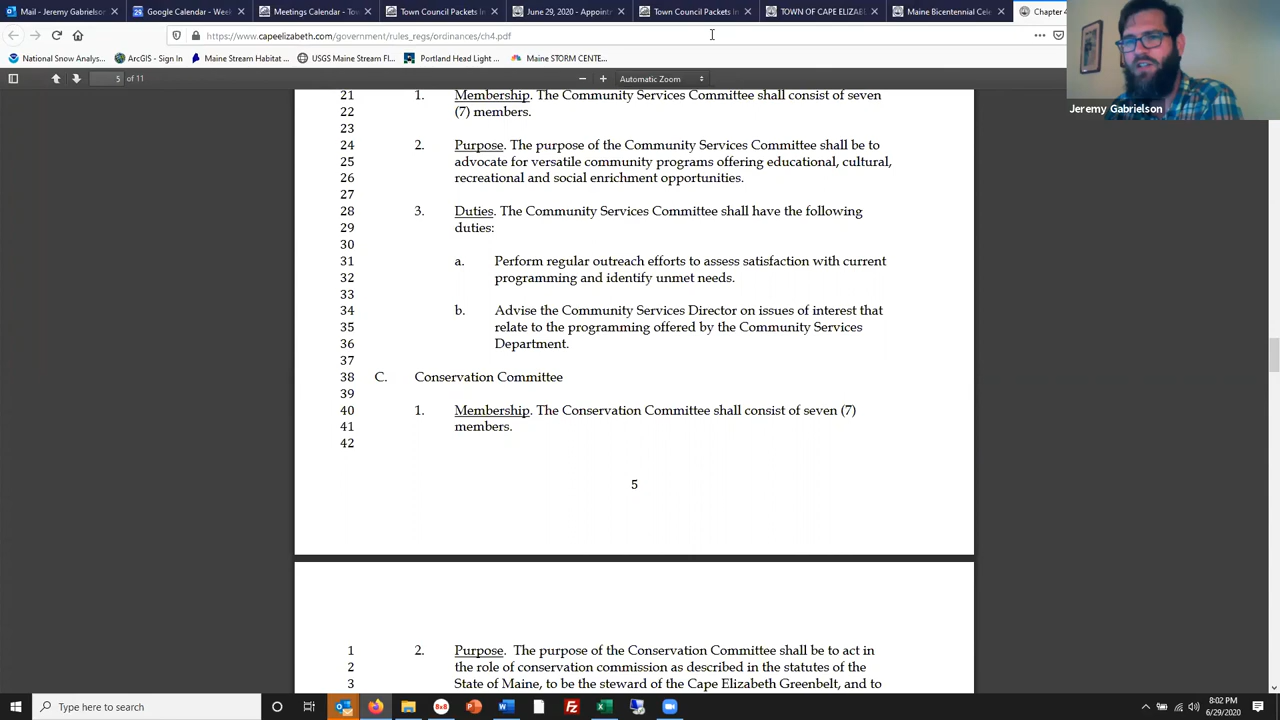 Mail - Jeremy Gabrielson
Google Calendar - Week
Meetings Calendar - Tow
Town Council Packets in
June 29, 2020 - Appoint
Town Council Packets in
TOWN OF CAPE ELIZAB
Maine Bicentennial Cel
Chapter 4
https://www.capeelizabeth.com/government/rules_regs/ordinances/ch4.pdf
National Snow Analys...
ArcGIS - Sign In
Maine Stream Habitat ...
USGS Maine Stream Fl...
Portland Head Light ...
Maine STORM CENTE...
5 of 11
Automatic Zoom
Jeremy Gabrielson
21 1. Membership. The Community Services Committee shall consist of seven
22 (7) members.
23
24 2. Purpose. The purpose of the Community Services Committee shall be to
25 advocate for versatile community programs offering educational, cultural,
26 recreational and social enrichment opportunities.
27
28 3. Duties. The Community Services Committee shall have the following
29 duties:
30
31 a. Perform regular outreach efforts to assess satisfaction with current
32 programming and identify unmet needs.
33
34 b. Advise the Community Services Director on issues of interest that
35 relate to the programming offered by the Community Services
36 Department.
37
38 C. Conservation Committee
39
40 1. Membership. The Conservation Committee shall consist of seven (7)
41 members.
42
5
1 2. Purpose. The purpose of the Conservation Committee shall be to act in
2 the role of conservation commission as described in the statutes of the
3 State of Maine, to be the steward of the Cape Elizabeth Greenbelt, and to
Type here to search
8x8
8:02 PM
6/29/2020